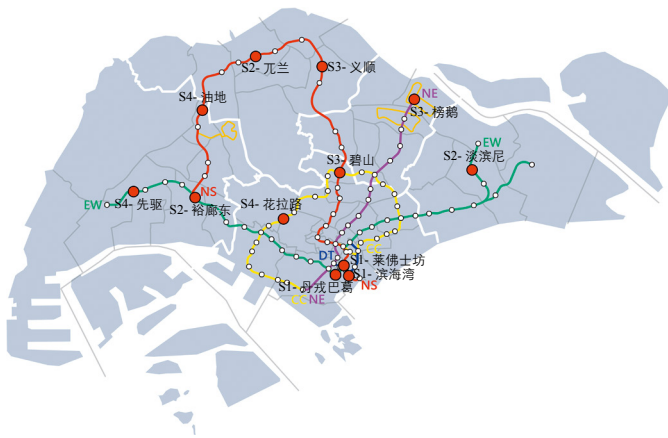 S2- 兀兰
S3- 义顺
S4- 油地
NE
S3- 榜鹅
EW
S2- 淡滨尼
S3- 碧山
S4- 先驱
NS
EW
S2- 裕廊东
S4- 花拉路
DT
CC
S1- 莱佛士坊
S1- 滨海湾
S1- 丹戎巴葛
NS
CC
NE